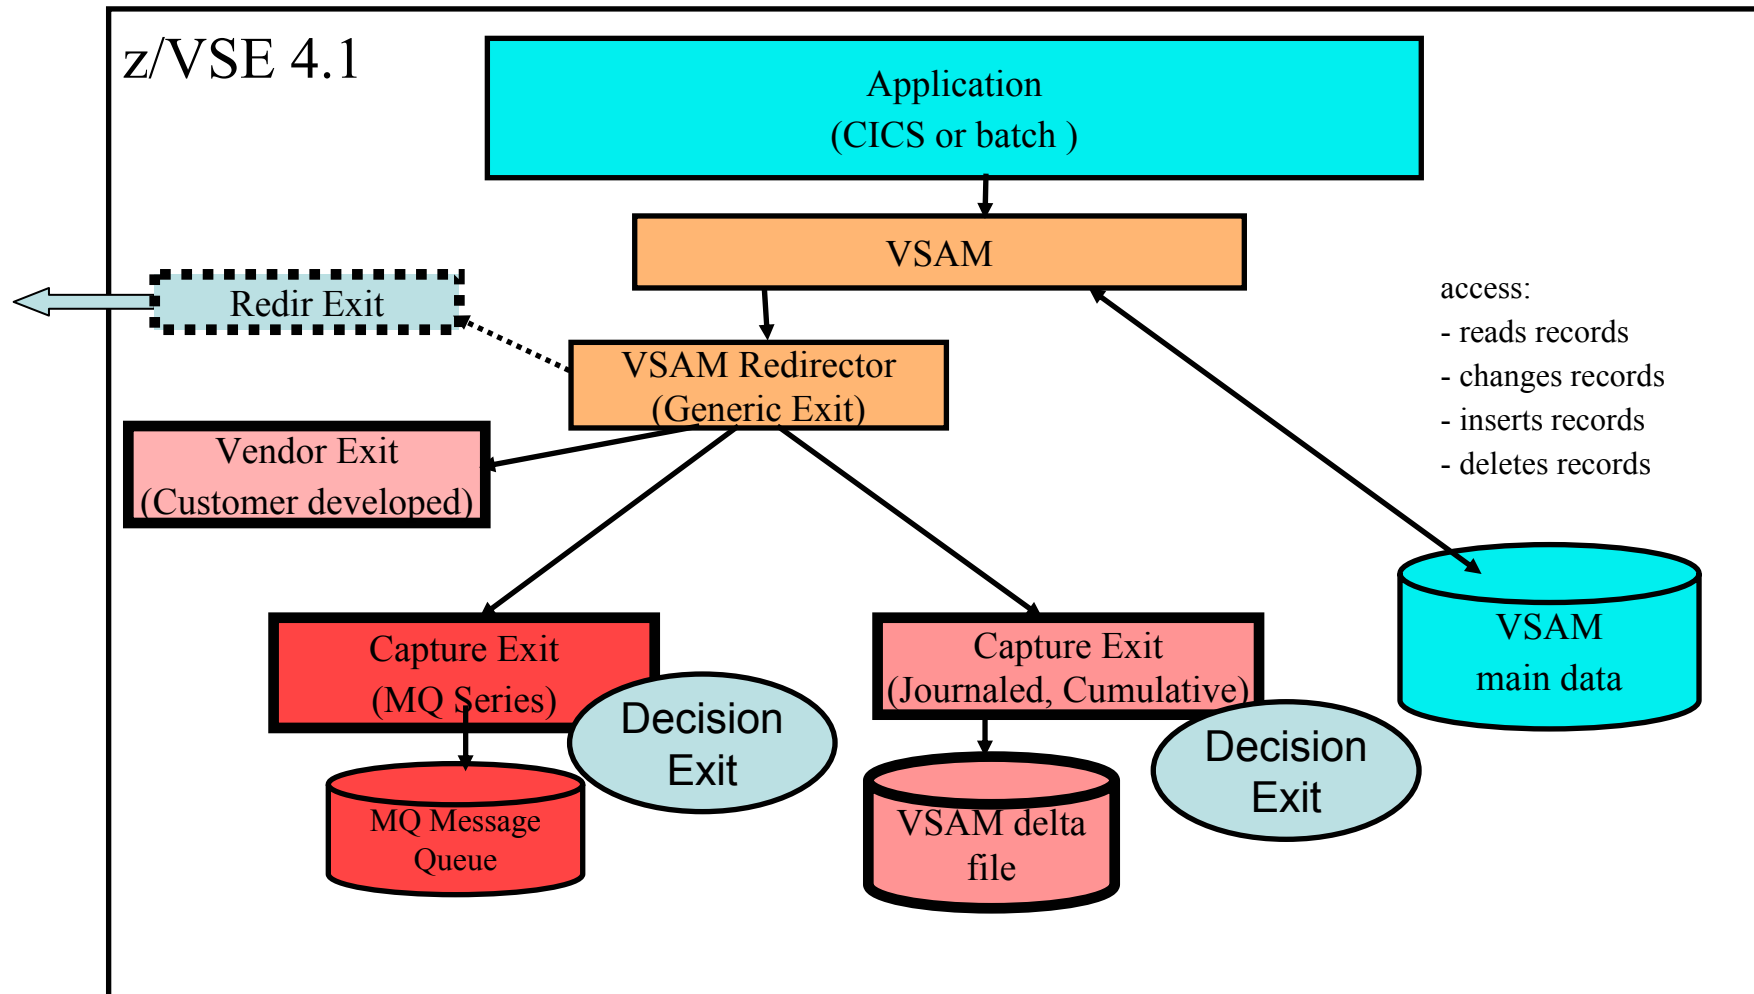 z/VSE 4.1
Application
(CICS or batch )
VSAM
Redir Exit
access:
- reads records
- changes records
- inserts records
- deletes records
VSAM Redirector
(Generic Exit)
Vendor Exit
(Customer developed)
Capture Exit
(MQ Series)
Decision
Exit
Capture Exit
(Journaled, Cumulative)
Decision
Exit
VSAM
main data
MQ Message
Queue
VSAM delta
file